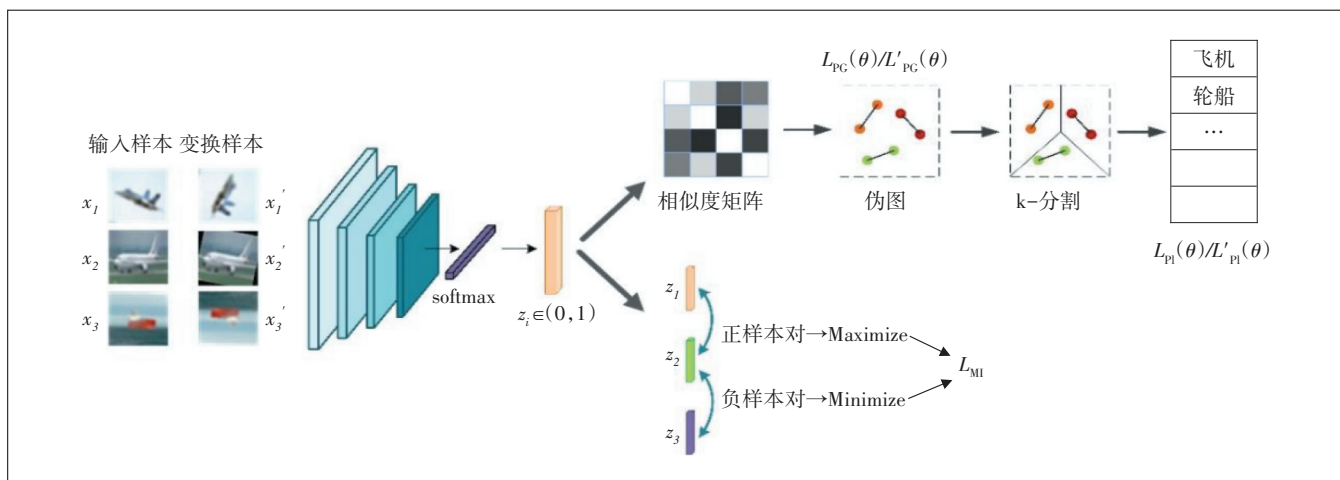 输入样本 变换样本
x1
x1'
x2
x2'
x3
x3'
softmax
zi∈(0,1)
相似度矩阵
LPG(θ)/L'PG(θ)
伪图
k-分割
飞机
轮船
…
LPl(θ)/L'Pl(θ)
z1
z2
z3
正样本对→Maximize
负样本对→Minimize
LMI